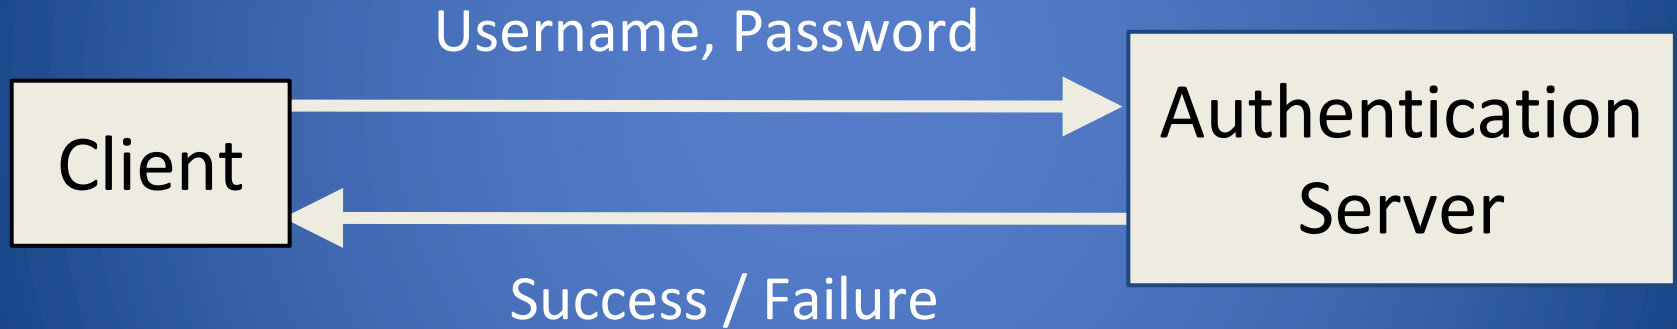 Username, Password
Client
Authentication
Server
Success / Failure